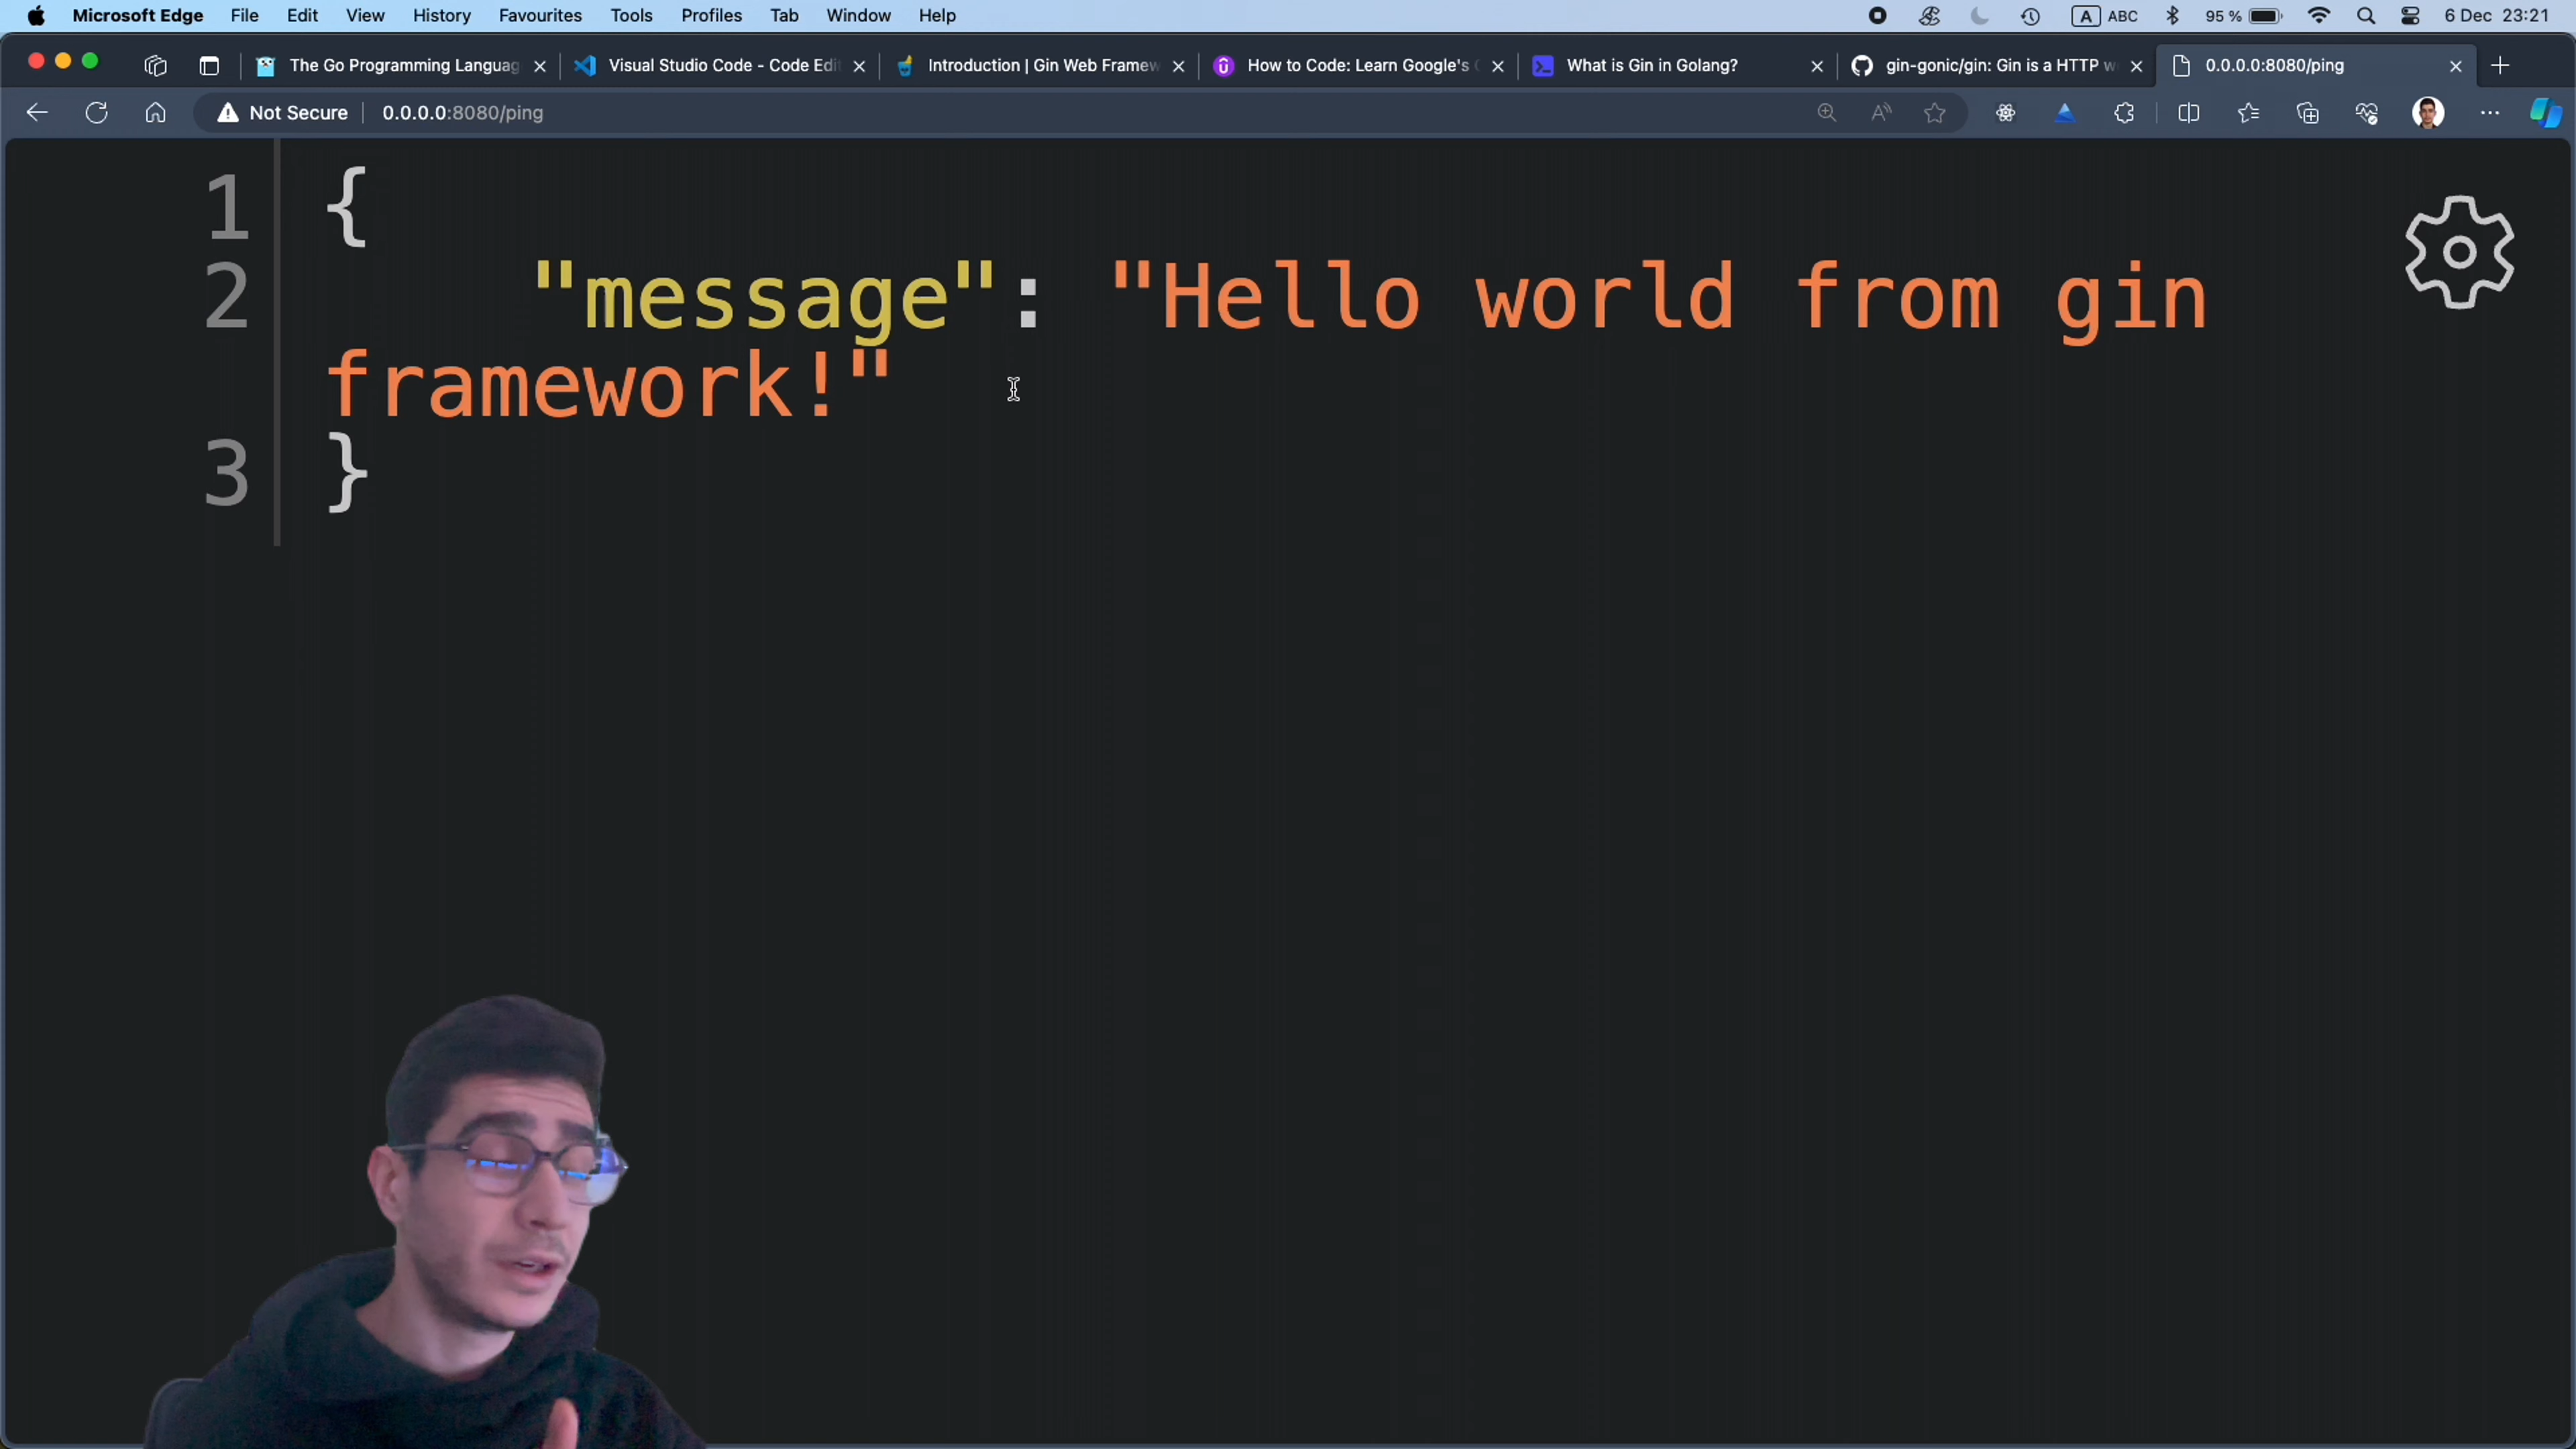 Microsoft Edge File Edit View History Favourites Tools Profiles Tab Window Help A ABC 95 % 6 Dec 23:21
The Go Programming Languag Visual Studio Code - Code Edi Introduction | Gin Web Framew How to Code: Learn Google's What is Gin in Golang? gin-gonic/gin: Gin is a HTTP w 0.0.0.0:8080/ping
Not Secure 0.0.0.0:8080/ping
1 {
2 "message": "Hello world from gin
framework!"
3 }